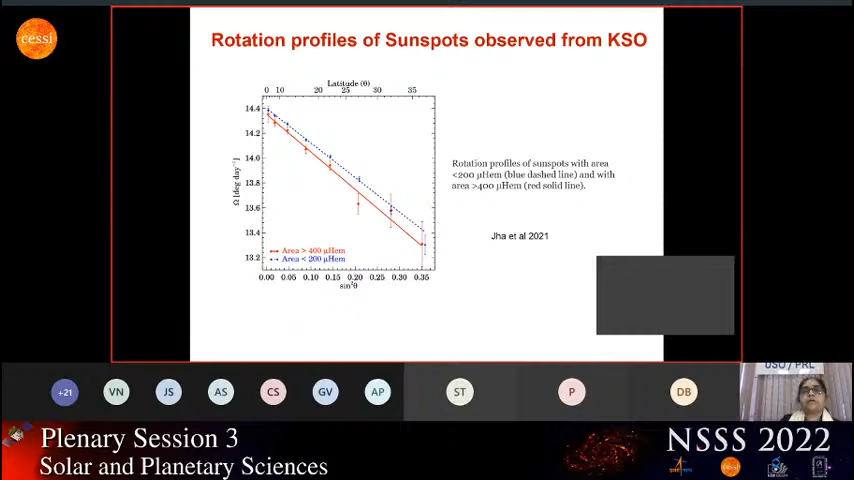 cessi
Rotation profiles of Sunspots observed from KSO
Latitude (θ)
0 10 20 25 30 35
14.4
14.2
14.0
13.8
13.6
13.4
13.2
Ω [deg day⁻¹]
Area > 400 μHem
Area < 200 μHem
0.00 0.05 0.10 0.15 0.20 0.25 0.30 0.35
sin²θ
Rotation profiles of sunspots with area
<200 μHem (blue dashed line) and with
area >400 μHem (red solid line).
Jha et al 2021
+21 VN JS AS CS GV AP ST P DB
USO / PRL
Plenary Session 3
Solar and Planetary Sciences
NSSS 2022
cessi